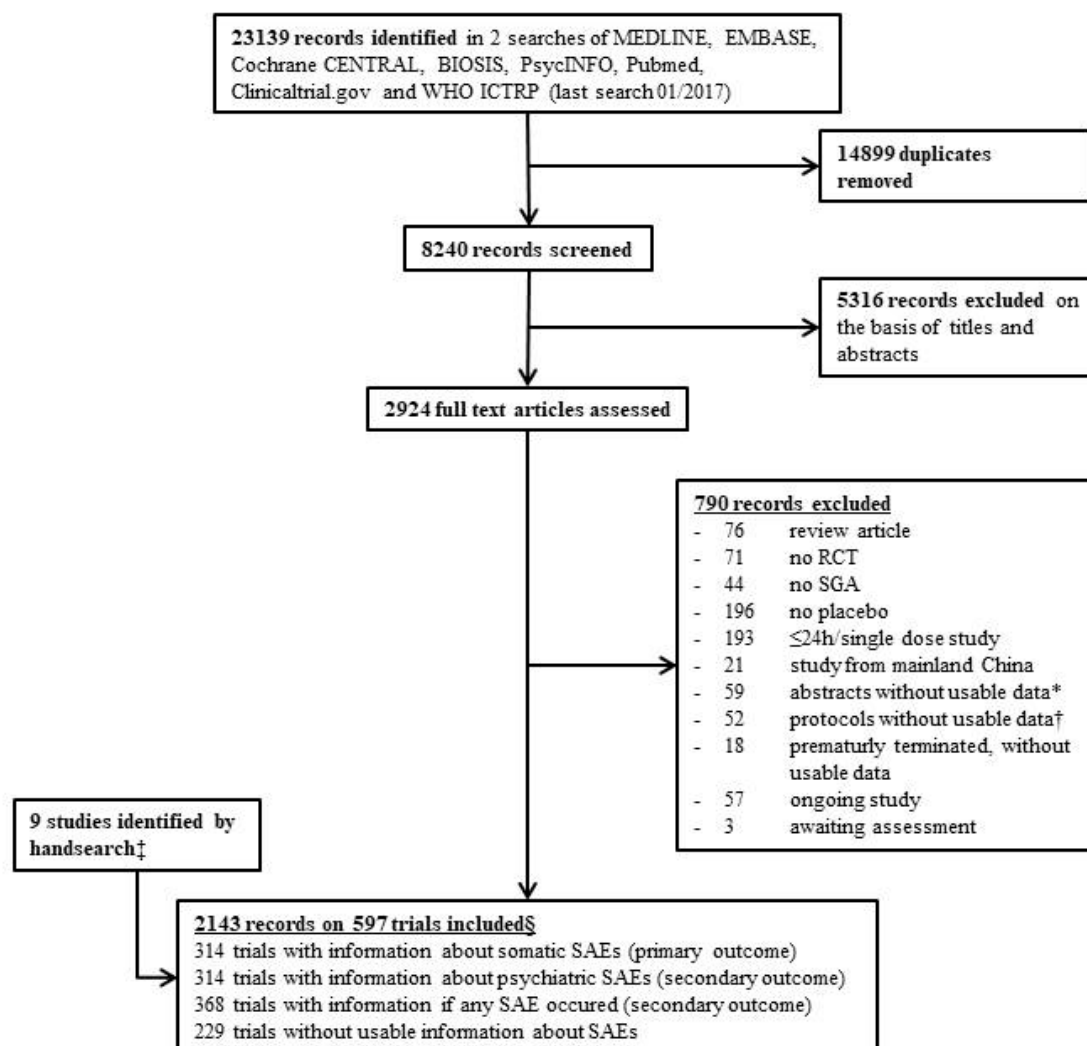 23139 records identified in 2 searches of MEDLINE, EMBASE,
Cochrane CENTRAL, BIOSIS, PsycINFO, Pubmed,
Clinicaltrial.gov and WHO ICTRP (last search 01/2017)
14899 duplicates
removed
8240 records screened
5316 records excluded on
the basis of titles and
abstracts
2924 full text articles assessed
790 records excluded
- 76 review article
- 71 no RCT
- 44 no SGA
- 196 no placebo
- 193 ≤24h/single dose study
- 21 study from mainland China
- 59 abstracts without usable data*
- 52 protocols without usable data†
- 18 prematurly terminated, without
usable data
- 57 ongoing study
- 3 awaiting assessment
9 studies identified by
handsearch‡
2143 records on 597 trials included§
314 trials with information about somatic SAEs (primary outcome)
314 trials with information about psychiatric SAEs (secondary outcome)
368 trials with information if any SAE occured (secondary outcome)
229 trials without usable information about SAEs